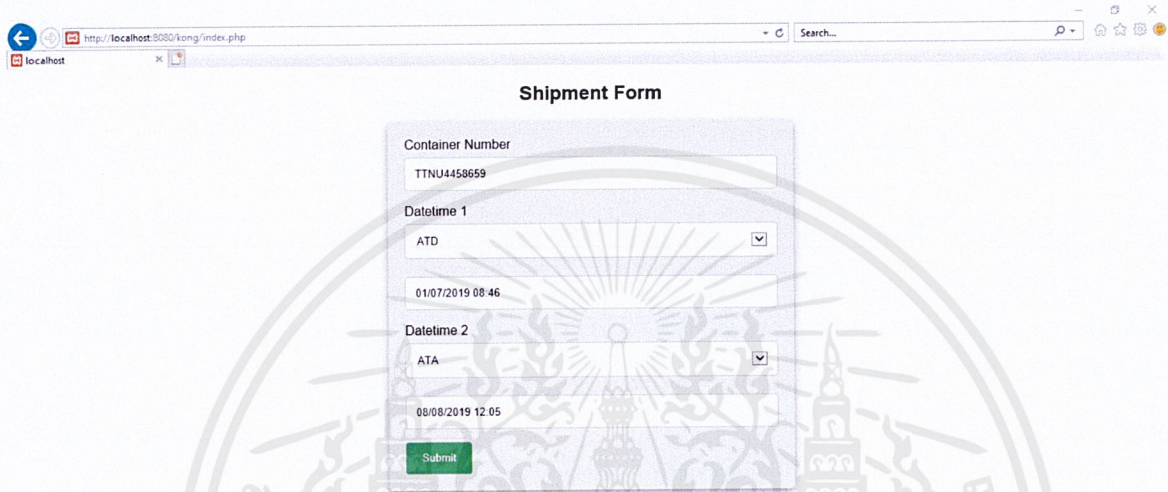 http://localhost:8080/kong/index.php
Search...
localhost
Shipment Form
Container Number
TTNU4458659
Datetime 1
ATD
01/07/2019 08:46
Datetime 2
ATA
08/08/2019 12:05
Submit